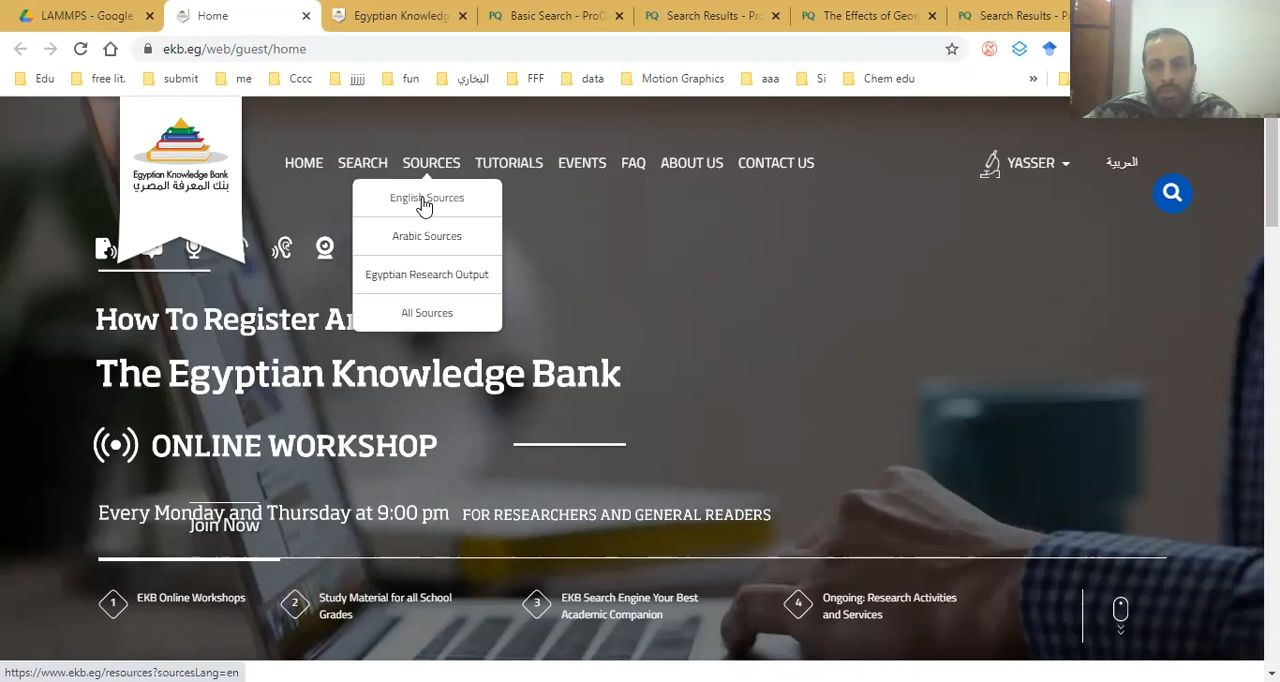 LAMMPS - Google
Home
Egyptian Knowledg
PQ Basic Search - ProQ
PQ Search Results - Pro
PQ The Effects of Geor
PQ Search Results - P
ekb.eg/web/guest/home
Edu
free lit.
submit
me
Cccc
jjjjj
fun
البخاري
FFF
data
Motion Graphics
aaa
Si
Chem edu
»
Egyptian Knowledge Bank
بنك المعرفة المصري
HOME
SEARCH
SOURCES
TUTORIALS
EVENTS
FAQ
ABOUT US
CONTACT US
YASSER
العربية
English Sources
Arabic Sources
Egyptian Research Output
All Sources
How To Register
The Egyptian Knowledge Bank
ONLINE WORKSHOP
Every Monday and Thursday at 9:00 pm FOR RESEARCHERS AND GENERAL READERS
Join Now
1 EKB Online Workshops
2 Study Material for all School
Grades
3 EKB Search Engine Your Best
Academic Companion
4 Ongoing: Research Activities
and Services
https://www.ekb.eg/resources?sourcesLang=en